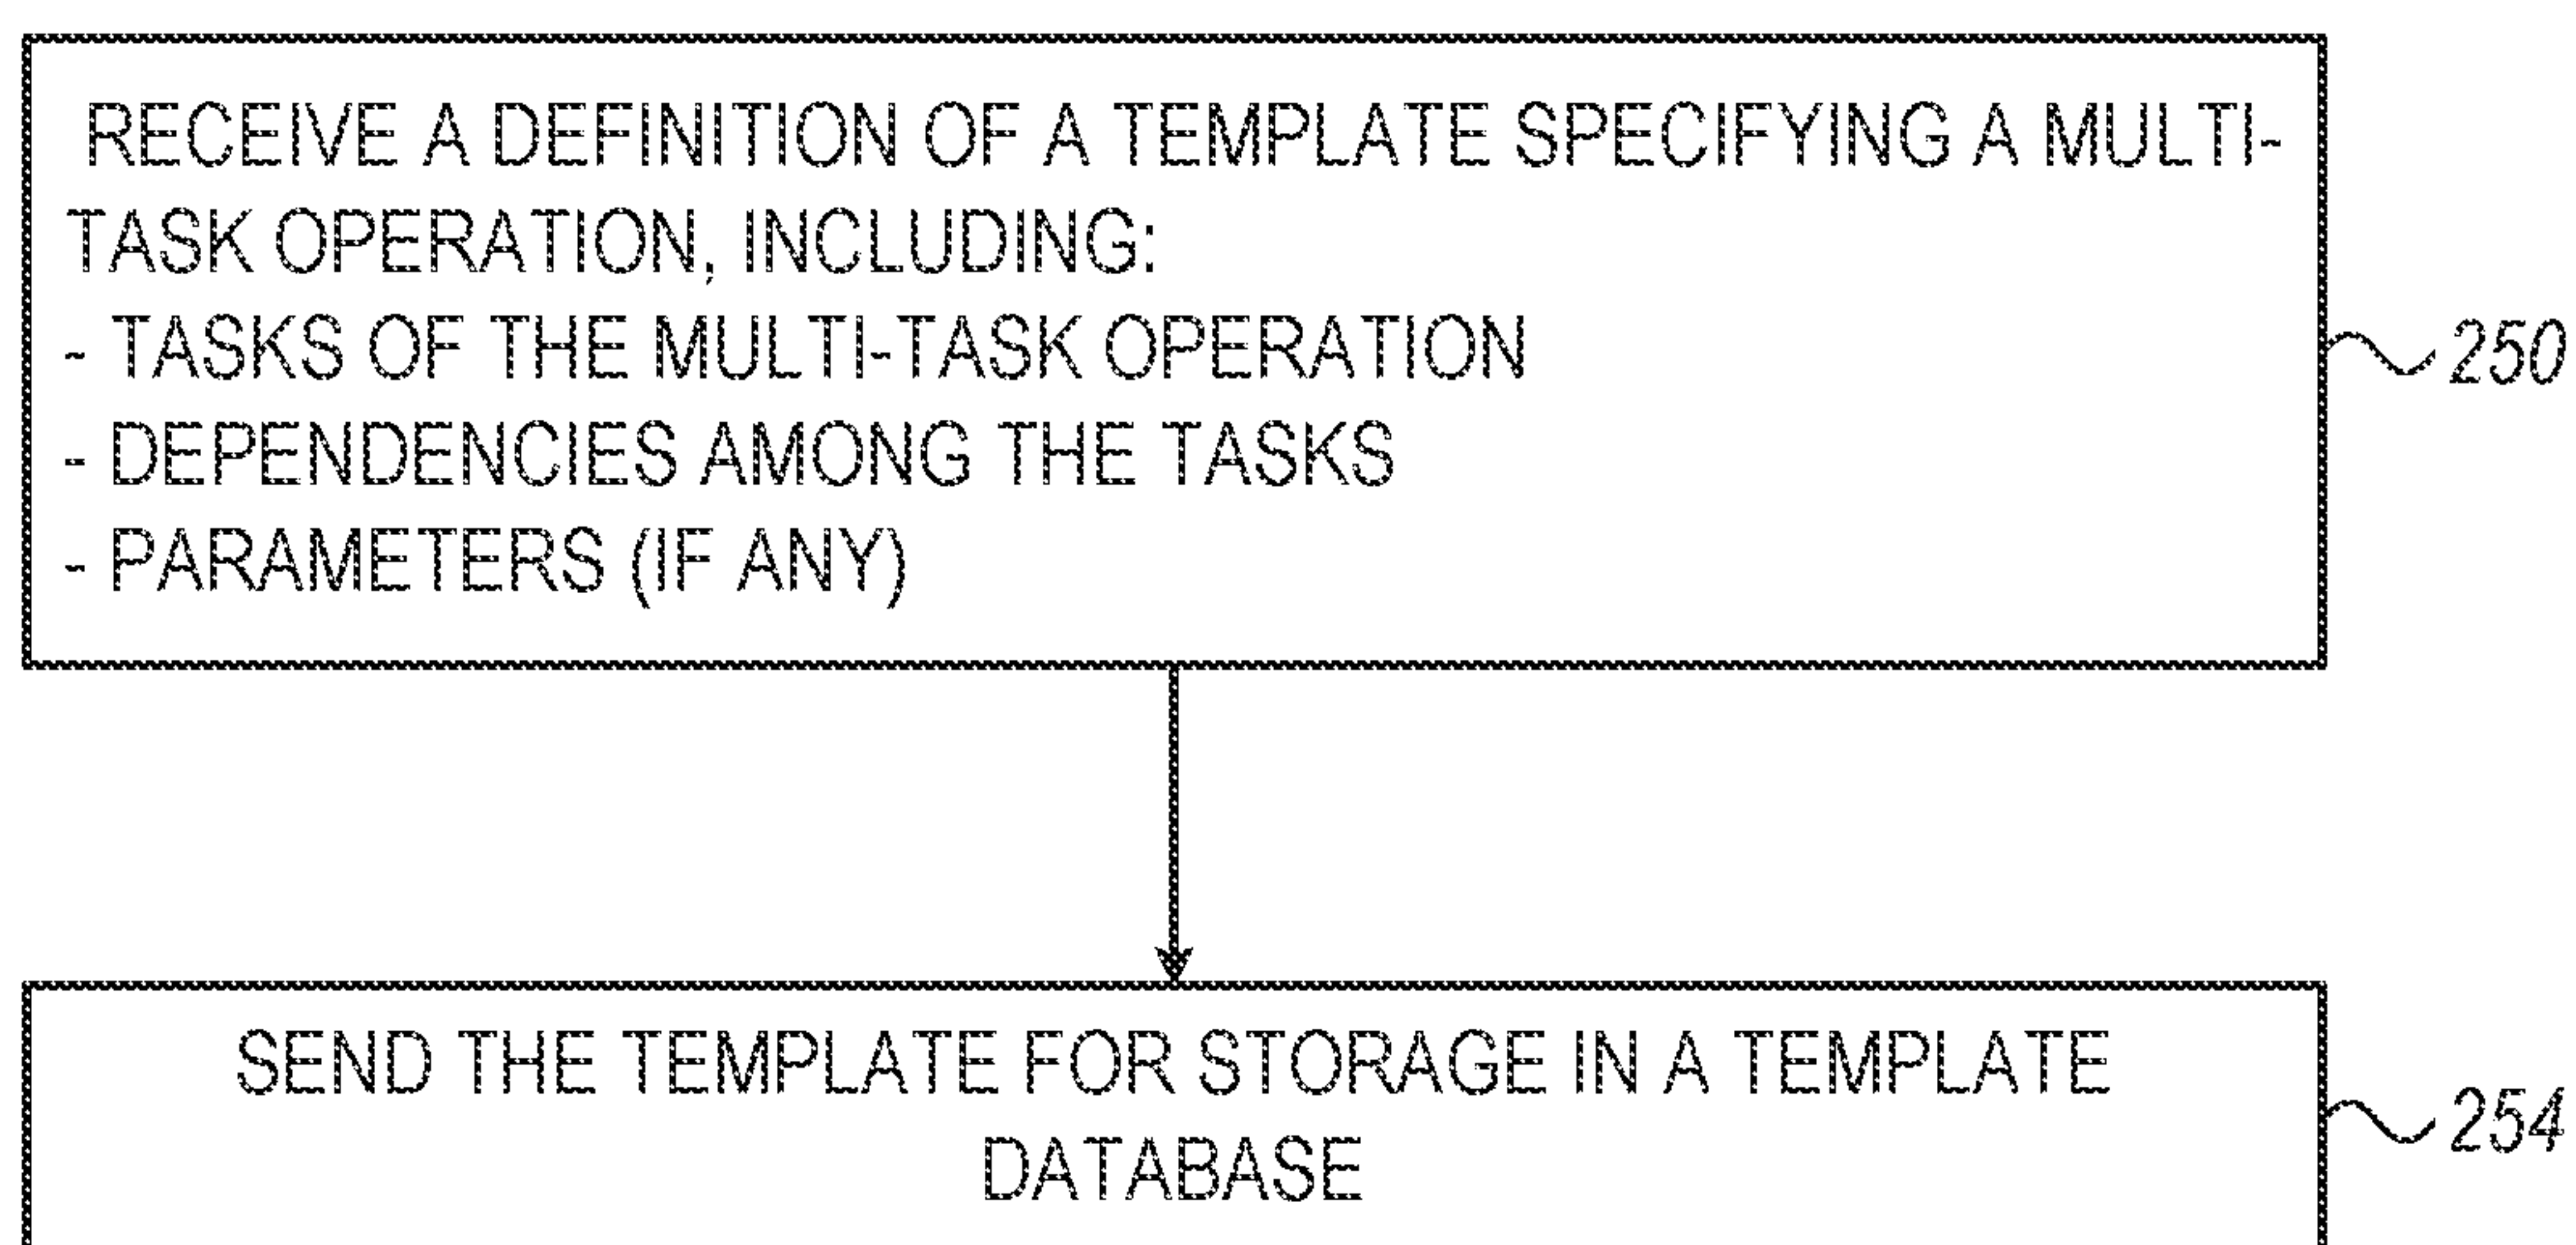 RECEIVE A DEFINITION OF A TEMPLATE SPECIFYING A MULTI-
TASK OPERATION, INCLUDING:
- TASKS OF THE MULTI-TASK OPERATION
- DEPENDENCIES AMONG THE TASKS
- PARAMETERS (IF ANY)
250
SEND THE TEMPLATE FOR STORAGE IN A TEMPLATE
DATABASE
254